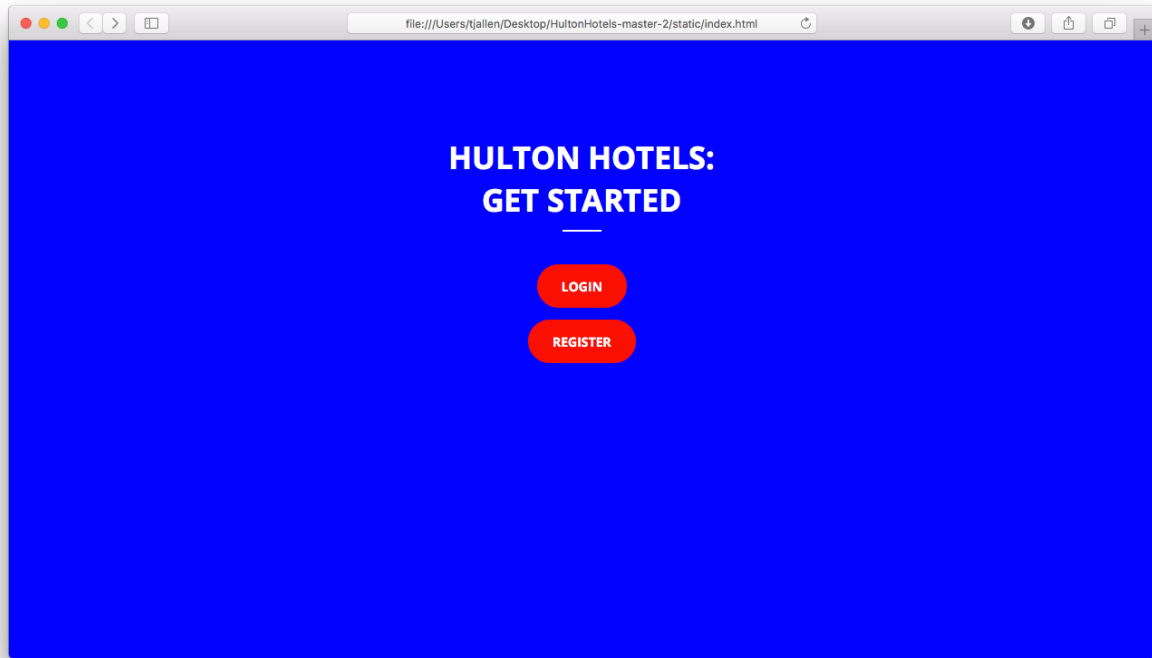 file:///Users/tjallen/Desktop/HultonHotels-master-2/static/index.html
HULTON HOTELS:
GET STARTED
LOGIN
REGISTER